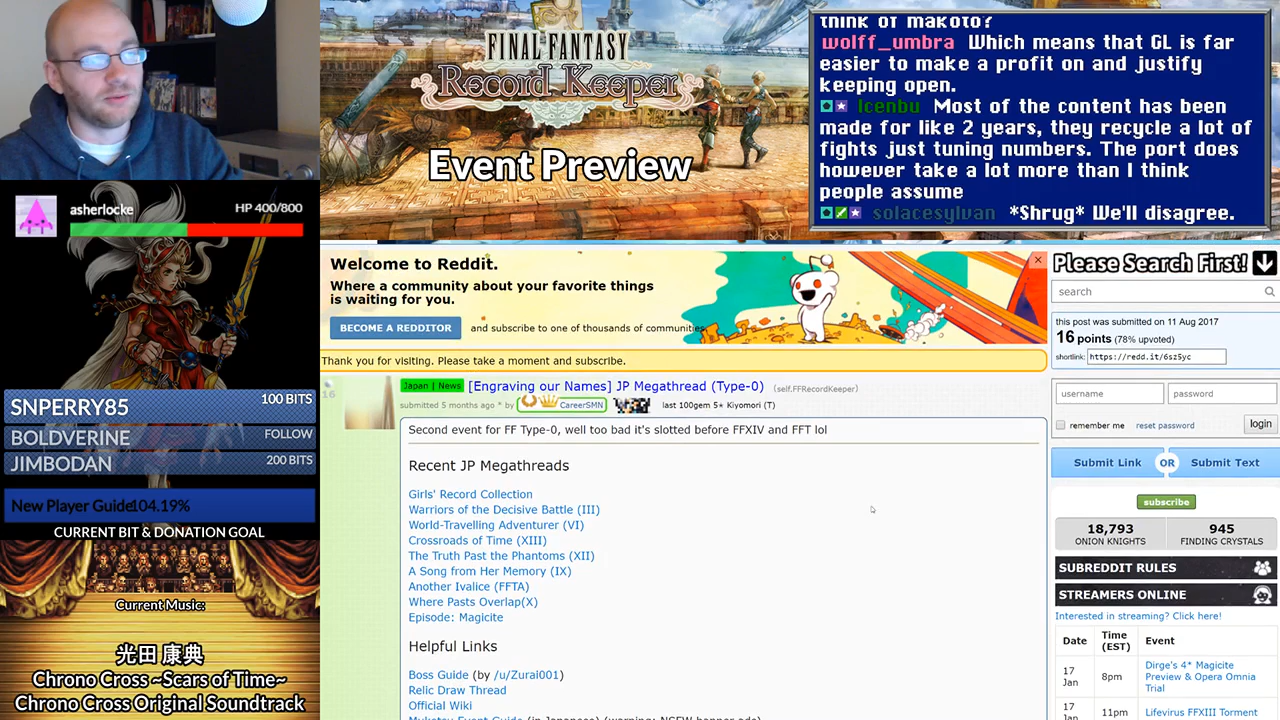 FINAL FANTASY
Record Keeper
Event Preview
think of makoto?
wolff_umbra Which means that GL is far
easier to make a profit on and justify
keeping open.
Icenbu Most of the content has been
made for like 2 years, they recycle a lot of
fights just tuning numbers. The port does
however take a lot more than I think
people assume
solacesylvan *Shrug* We'll disagree.
asherlocke
HP 400/800
SNPERRY85 100 BITS
BOLDVERINE FOLLOW
JIMBODAN 200 BITS
New Player Guide 104.19%
CURRENT BIT & DONATION GOAL
Current Music:
光田 康典
Chrono Cross ~Scars of Time~
Chrono Cross Original Soundtrack
Welcome to Reddit.
Where a community about your favorite things
is waiting for you.
BECOME A REDDITOR and subscribe to one of thousands of communities.
Thank you for visiting. Please take a moment and subscribe.
16
Japan | News [Engraving our Names] JP Megathread (Type-0) (self.FFRecordKeeper)
submitted 5 months ago * by CareerSMN last 100gem 5★ Kiyomori (T)
Second event for FF Type-0, well too bad it's slotted before FFXIV and FFT lol
Recent JP Megathreads
Girls' Record Collection
Warriors of the Decisive Battle (III)
World-Travelling Adventurer (VI)
Crossroads of Time (XIII)
The Truth Past the Phantoms (XII)
A Song from Her Memory (IX)
Another Ivalice (FFTA)
Where Pasts Overlap(X)
Episode: Magicite
Helpful Links
Boss Guide (by /u/Zurai001)
Relic Draw Thread
Official Wiki
Muketsu Event Guide (in Japanese) (warning: NSFW banner ads)
Please Search First!
search
this post was submitted on 11 Aug 2017
16 points (78% upvoted)
shortlink: https://redd.it/6sz5yc
username password
remember me reset password login
Submit Link OR Submit Text
subscribe
18,793 945
ONION KNIGHTS FINDING CRYSTALS
SUBREDDIT RULES
STREAMERS ONLINE
Interested in streaming? Click here!
Date Time (EST) Event
17 Jan 8pm Dirge's 4* Magicite Preview & Opera Omnia Trial
17 Jan 11pm Lifevirus FFXIII Torment